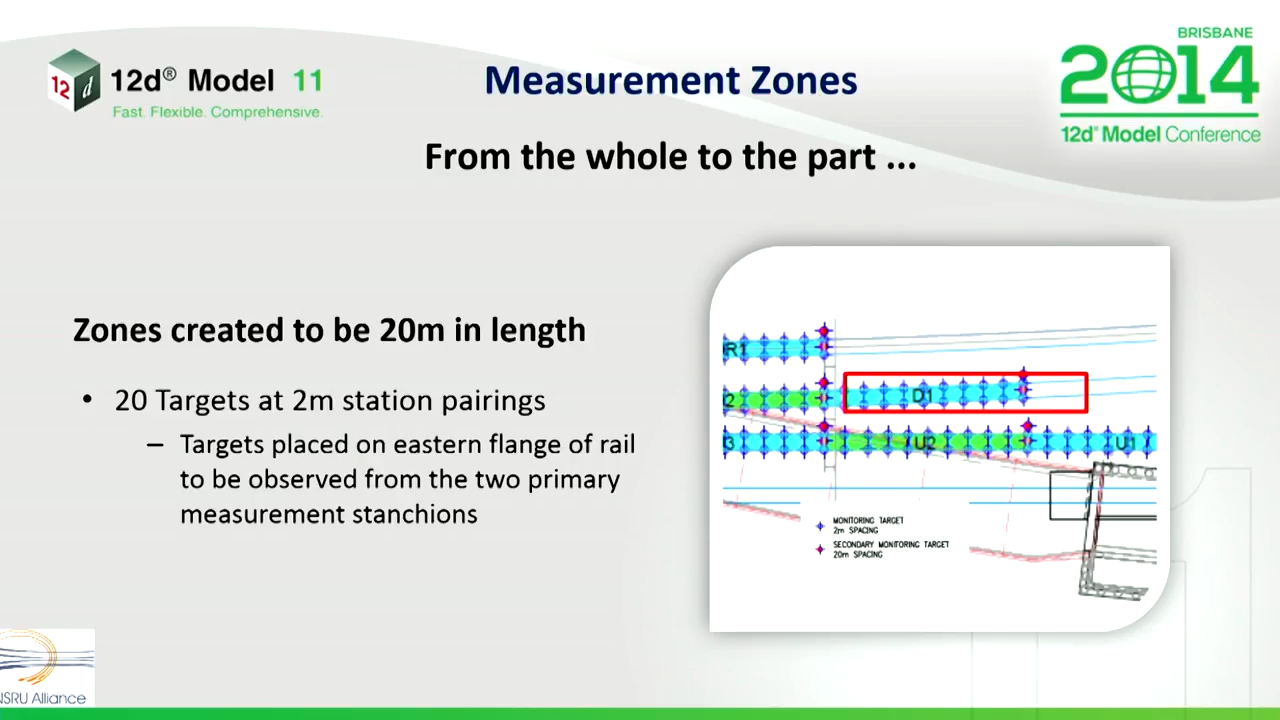 12d® Model 11
Fast. Flexible. Comprehensive.
Measurement Zones
BRISBANE
2014
12d® Model Conference
From the whole to the part ...
Zones created to be 20m in length
• 20 Targets at 2m station pairings
– Targets placed on eastern flange of rail
to be observed from the two primary
measurement stanchions
R1
2
D1
3
U2
U1
MONITORING TARGET
2m SPACING
SECONDARY MONITORING TARGET
20m SPACING
NSRU Alliance